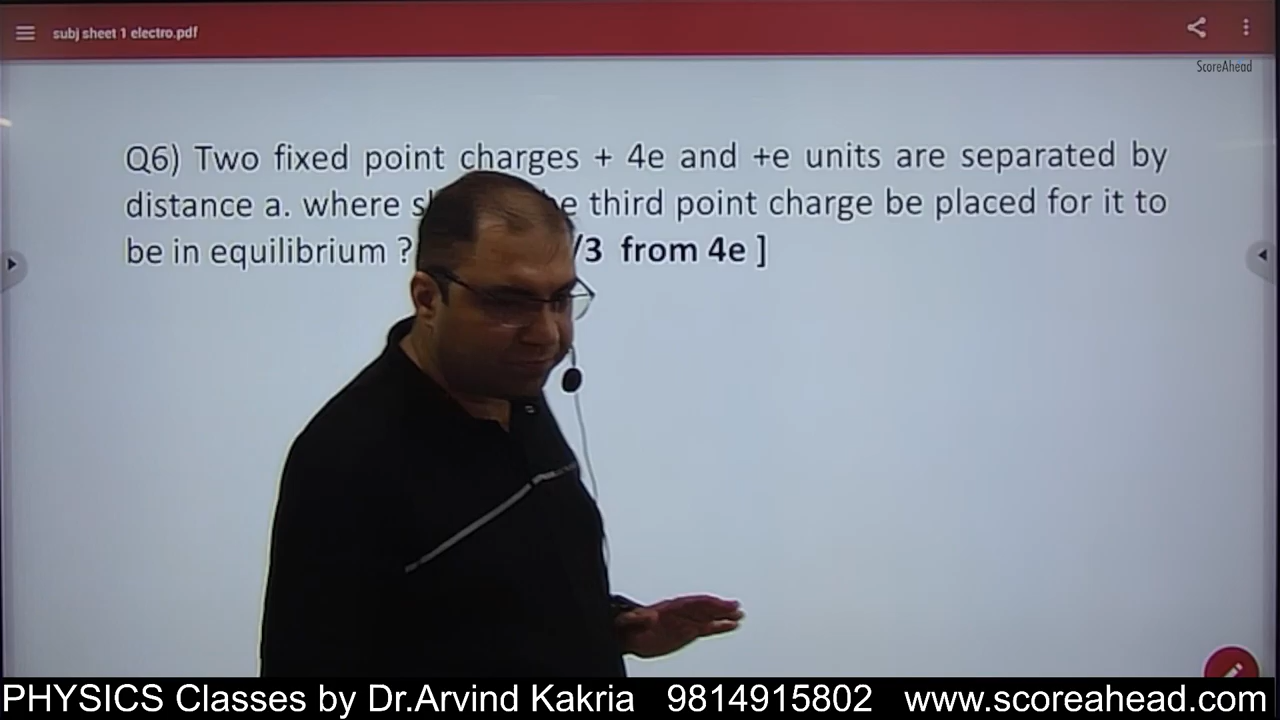 subj sheet 1 electro.pdf
ScoreAhead
Q6) Two fixed point charges + 4e and +e units are separated by
distance a. where third point charge be placed for it to
be in equilibrium ? /3 from 4e ]
PHYSICS Classes by Dr.Arvind Kakria 9814915802 www.scoreahead.com